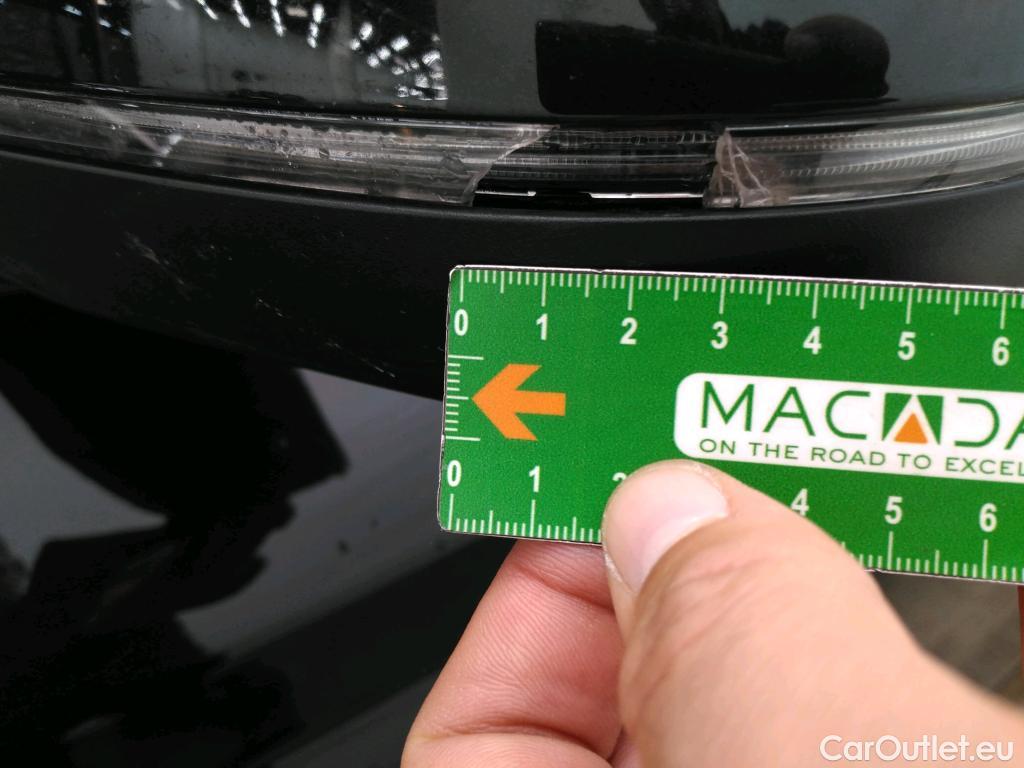 0 1 2 3 4 5 6
MACADA
ON THE ROAD TO EXCEL
0 1 4 5 6
CarOutlet.eu